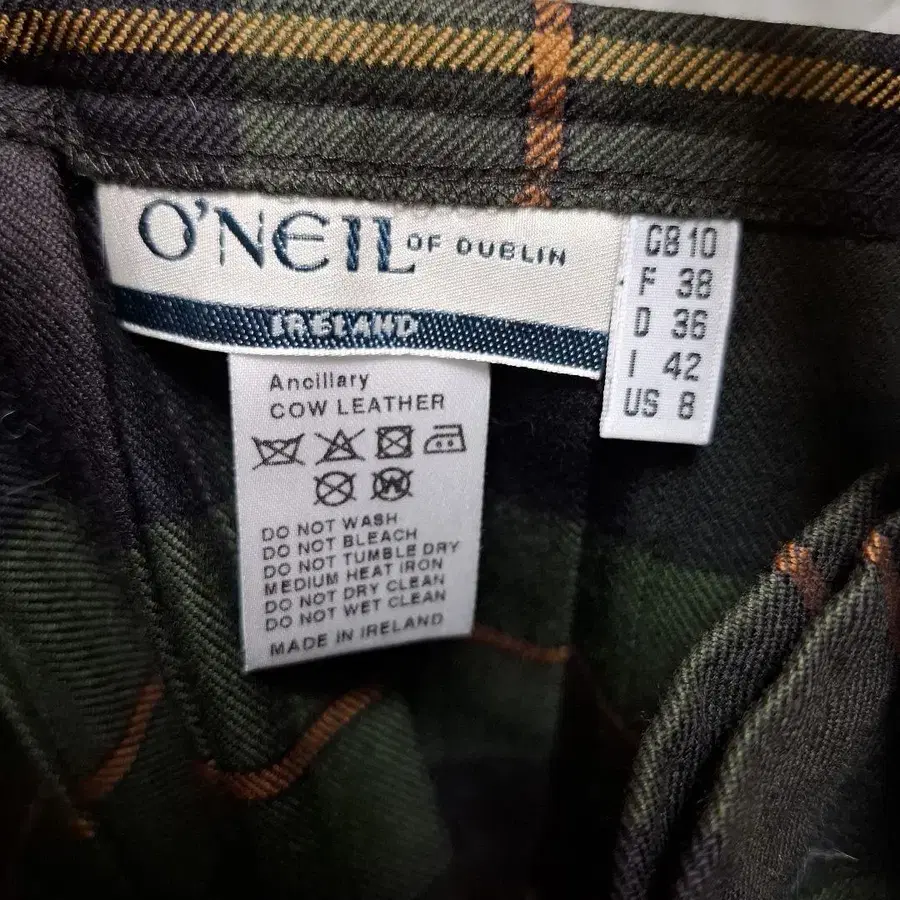 O'NEIL OF DUBLIN
IRELAND
GB 10
F 38
D 36
I 42
US 8
Ancillary
COW LEATHER
W
DO NOT WASH
DO NOT BLEACH
DO NOT TUMBLE DRY
MEDIUM HEAT IRON
DO NOT DRY CLEAN
DO NOT WET CLEAN
MADE IN IRELAND